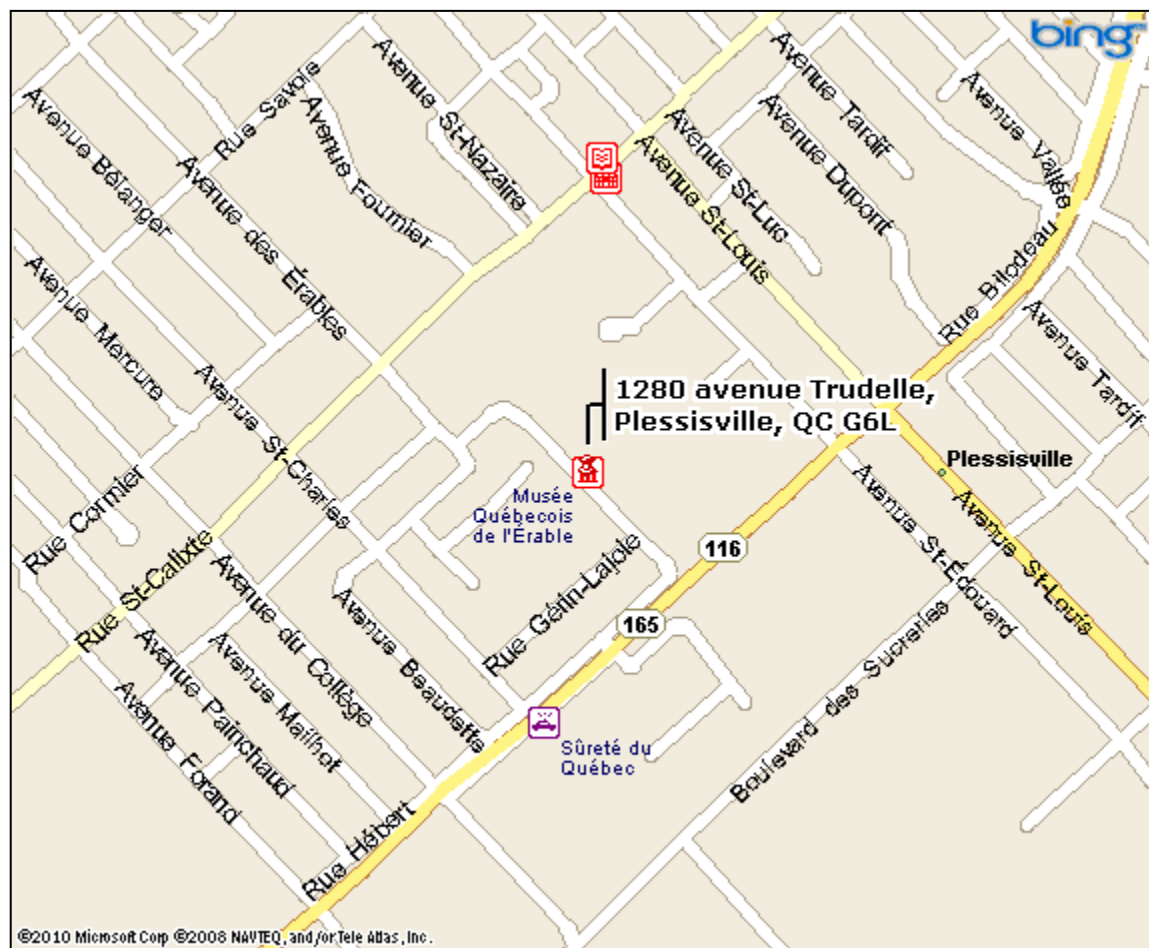 bing™
Avenue St-Nazaire
Avenue Tardif
Rue Savoie
Avenue Vallée
Avenue Bélanger
Avenue Fournier
Avenue Dupont
Avenue St-Luc
Avenue St-Louis
Avenue des Érables
Rue Bilodeau
Avenue Mercure
Avenue Tardif
Avenue St-Charles
1280 avenue Trudelle,
Plessisville, QC G6L
Plessisville
Rue Cormier
Musée
Québecois
de l'Érable
Avenue St-Édouard
Avenue St-Louis
116
Rue St-Calixte
Rue Gérin-Lajoie
165
Avenue du Collège
Avenue Beaudette
Avenue Mailhot
Avenue Painchaud
Avenue Forand
Boulevard des Sucreries
Sûreté du
Québec
Rue Hébert
©2010 Microsoft Corp ©2008 NAVTEQ, and/or Tele Atlas, Inc.